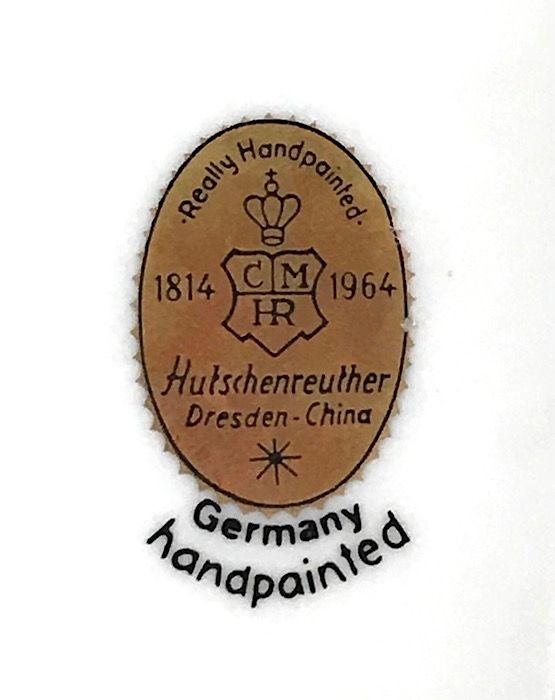 ·Really Handpainted·
C M
1814 1964
HR
Hutschenreuther
Dresden-China
Germany
handpainted